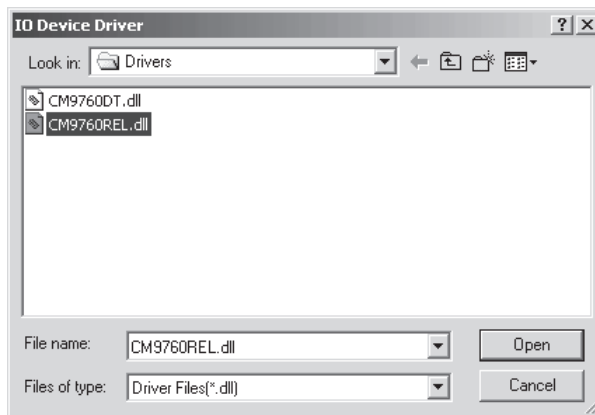 IO Device Driver
Look in: Drivers
CM9760DT.dll
CM9760REL.dll
File name: CM9760REL.dll Open
Files of type: Driver Files(*.dll) Cancel